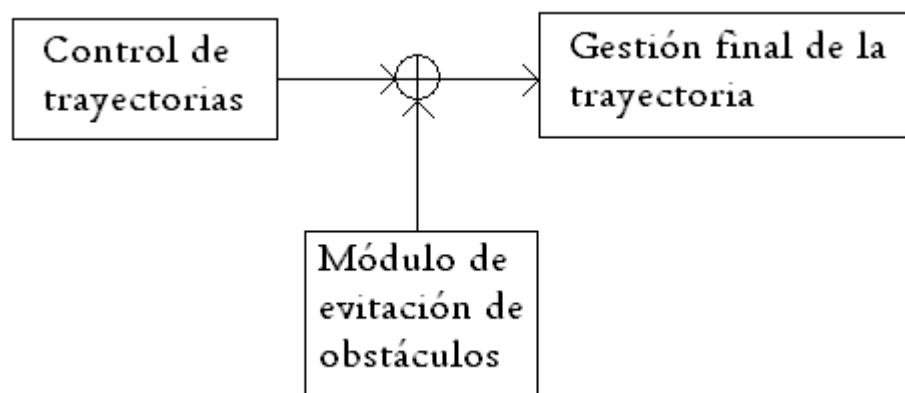 Control de
trayectorias
Gestión final de la
trayectoria
Módulo de
evitación de
obstáculos